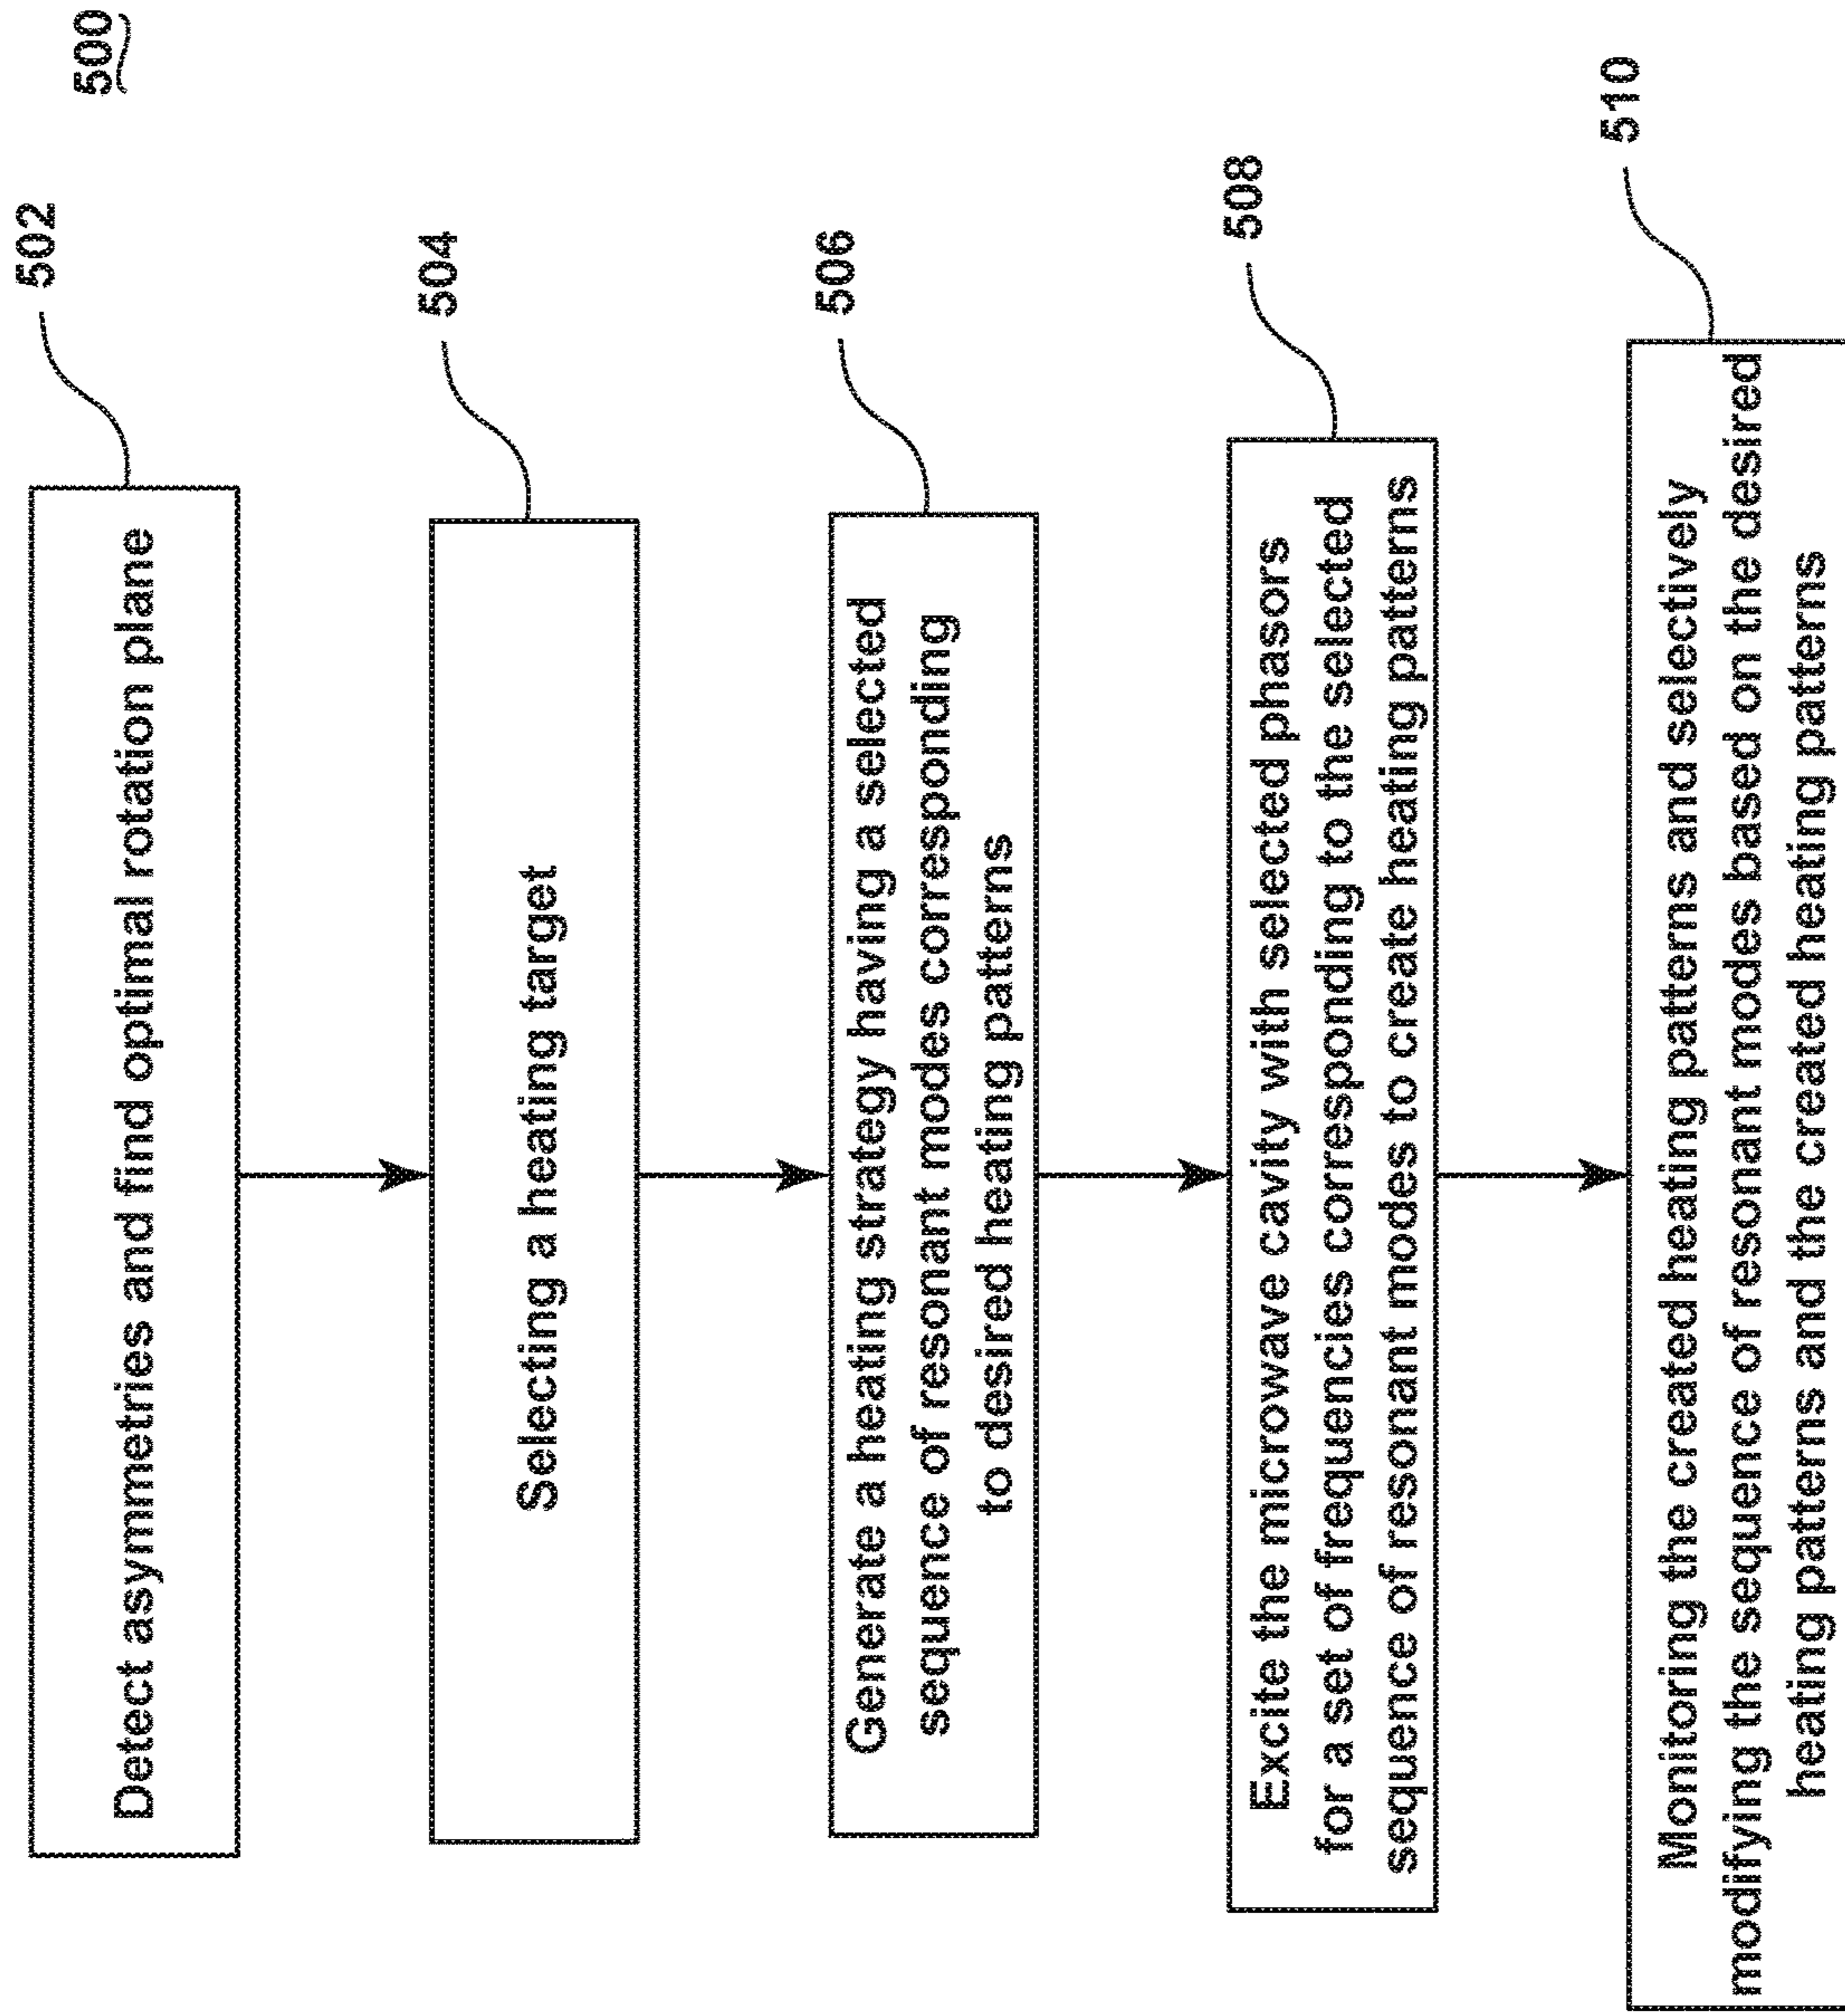 500
502
Detect asymmetries and find optimal rotation plane
504
Selecting a heating target
506
Generate a heating strategy having a selected
sequence of resonant modes corresponding
to desired heating patterns
508
Excite the microwave cavity with selected phasors
for a set of frequencies corresponding to the selected
sequence of resonant modes to create heating patterns
510
Monitoring the created heating patterns and selectively
modifying the sequence of resonant modes based on the desired
heating patterns and the created heating patterns